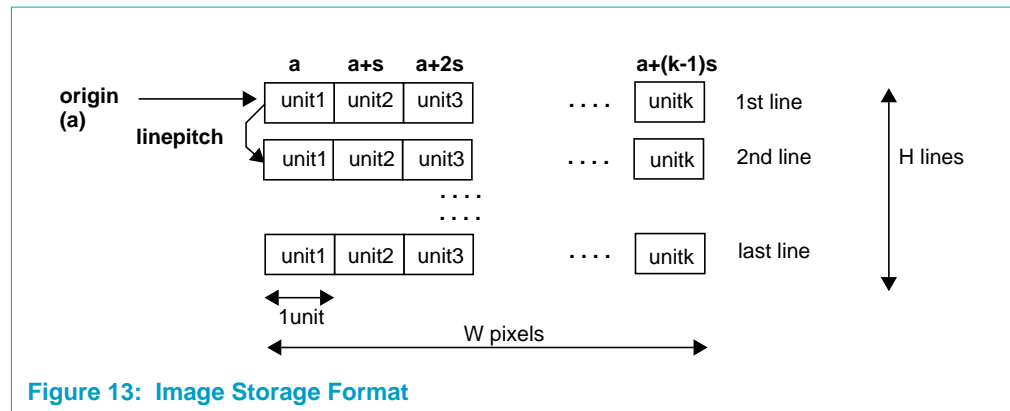 a a+s a+2s a+(k-1)s
origin
(a)
unit1 unit2 unit3 .... unitk 1st line
linepitch
unit1 unit2 unit3 .... unitk 2nd line
H lines
....
....
unit1 unit2 unit3 .... unitk last line
1unit
W pixels
Figure 13: Image Storage Format